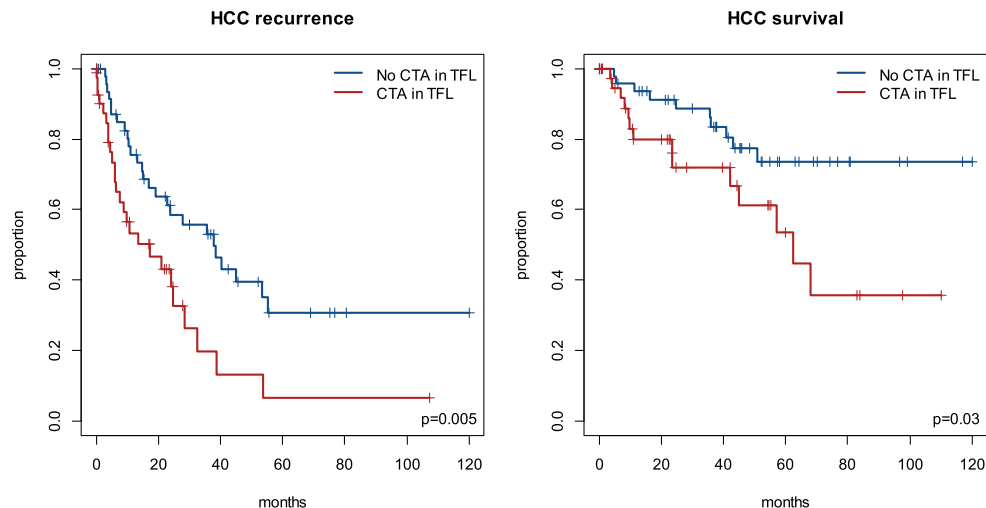 HCC recurrence
No CTA in TFL
CTA in TFL
1.0
0.8
0.6
0.4
0.2
0.0
proportion
p=0.005
0 20 40 60 80 100 120
months
HCC survival
No CTA in TFL
CTA in TFL
1.0
0.8
0.6
0.4
0.2
0.0
proportion
p=0.03
0 20 40 60 80 100 120
months